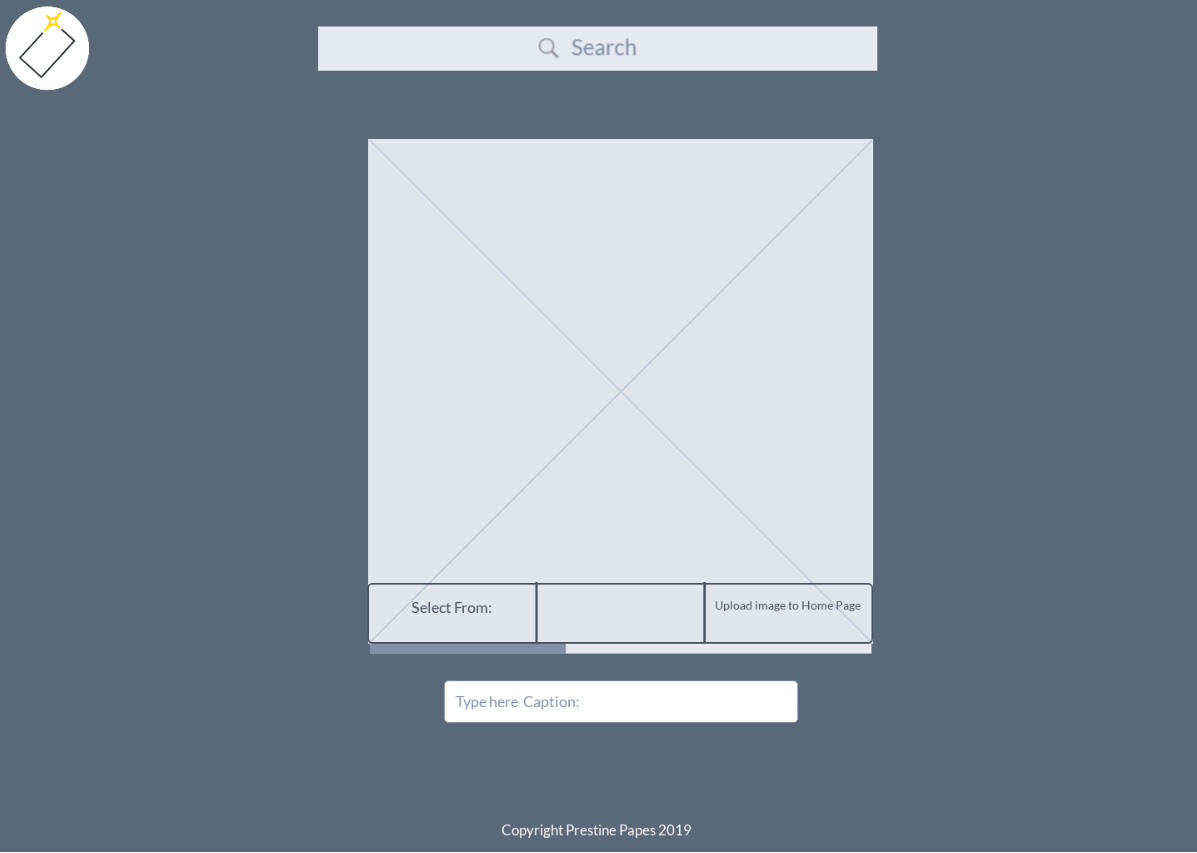 Search
Select From:
Upload image to Home Page
Type here Caption:
Copyright Prestine Papes 2019